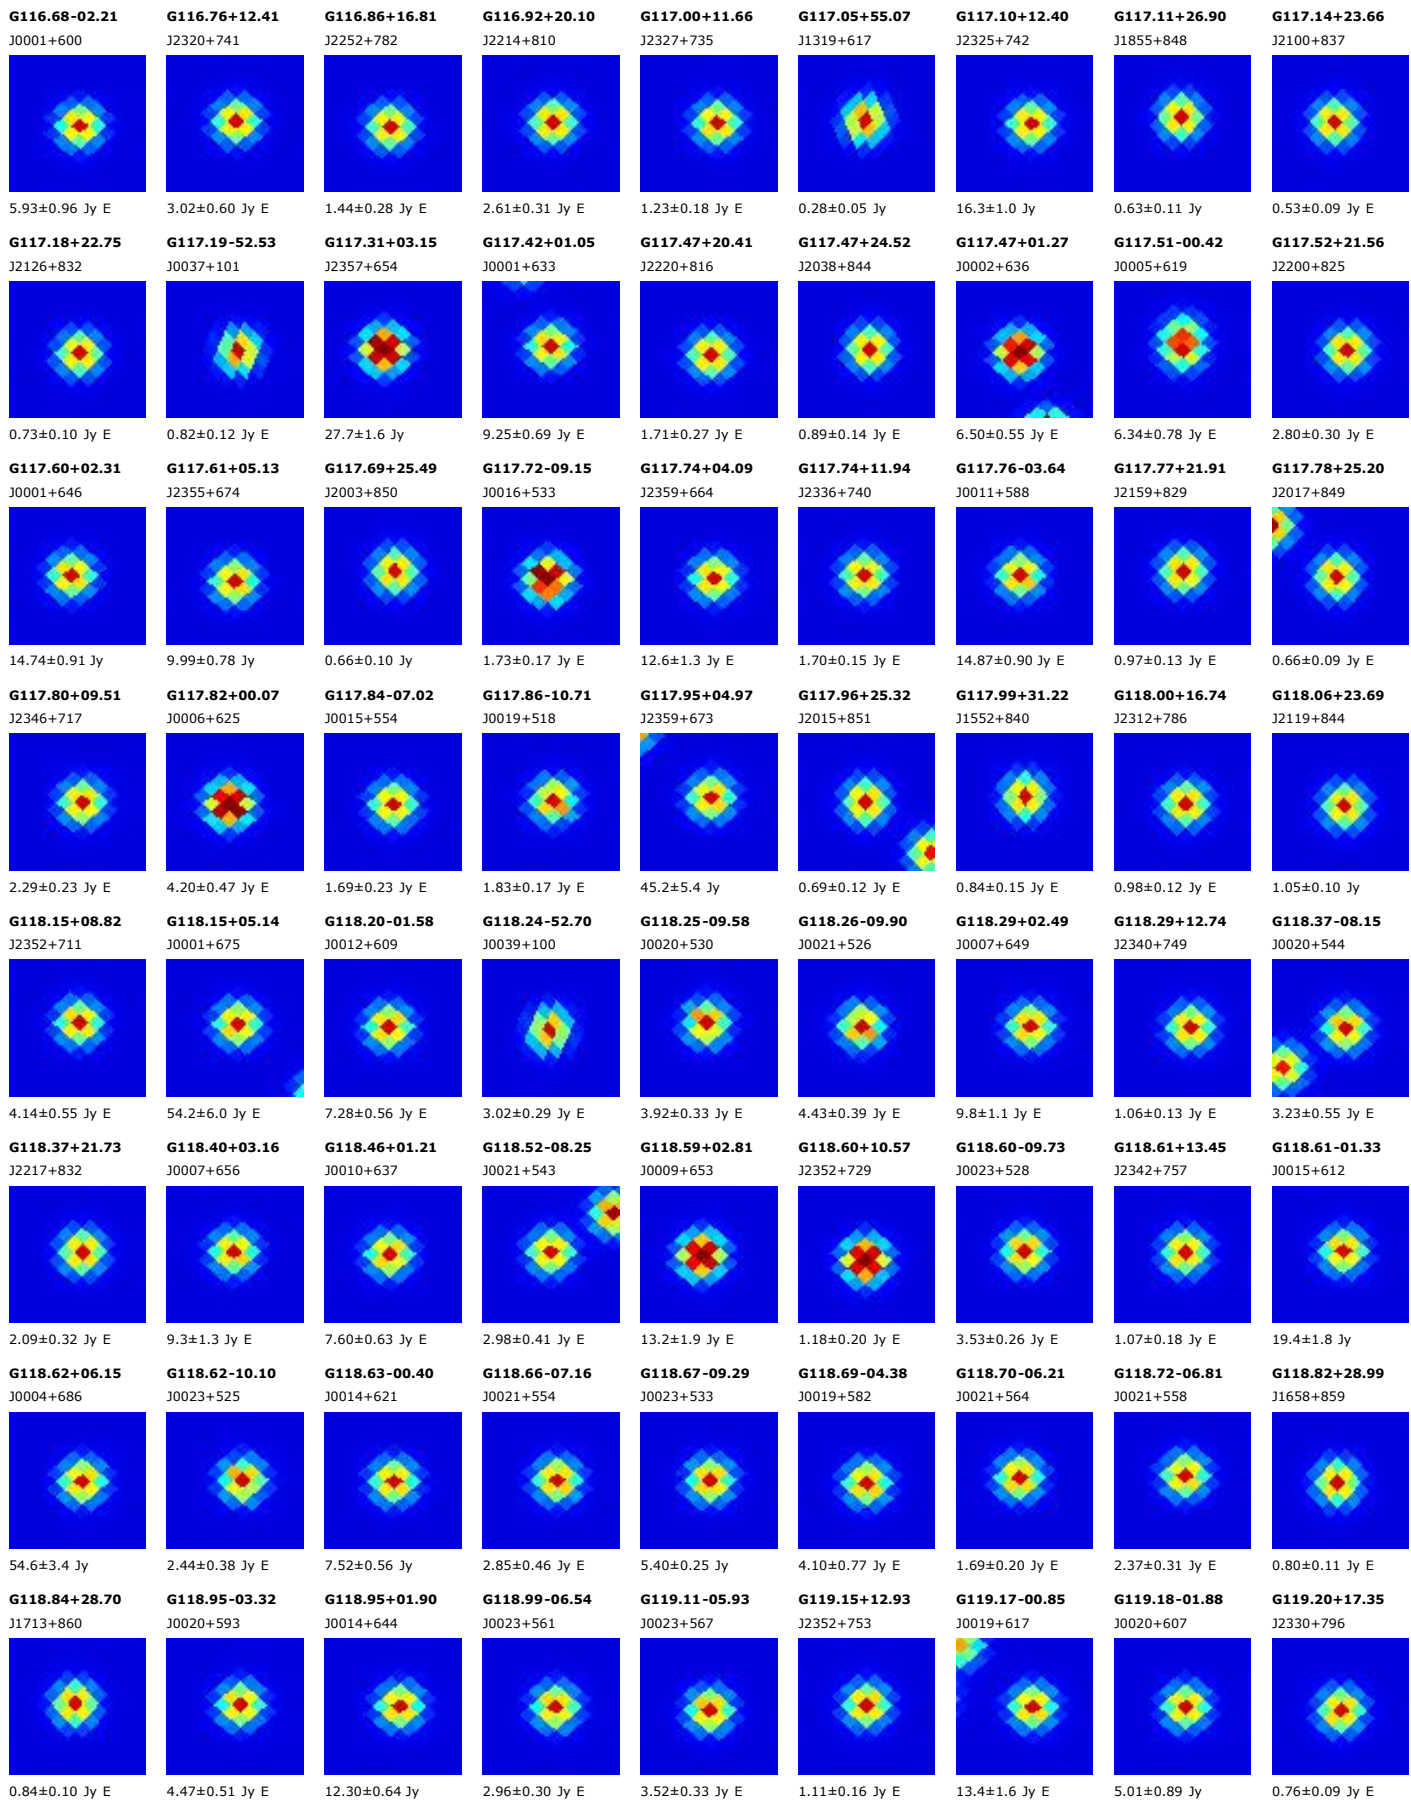 G116.68-02.21 G116.76+12.41 G116.86+16.81 G116.92+20.10 G117.00+11.66 G117.05+55.07 G117.10+12.40 G117.11+26.90 G117.14+23.66
J0001+600 J2320+741 J2252+782 J2214+810 J2327+735 J1319+617 J2325+742 J1855+848 J2100+837
5.93±0.96 Jy E 3.02±0.60 Jy E 1.44±0.28 Jy E 2.61±0.31 Jy E 1.23±0.18 Jy E 0.28±0.05 Jy 16.3±1.0 Jy 0.63±0.11 Jy 0.53±0.09 Jy E
G117.18+22.75 G117.19-52.53 G117.31+03.15 G117.42+01.05 G117.47+20.41 G117.47+24.52 G117.47+01.27 G117.51-00.42 G117.52+21.56
J2126+832 J0037+101 J2357+654 J0001+633 J2220+816 J2038+844 J0002+636 J0005+619 J2200+825
0.73±0.10 Jy E 0.82±0.12 Jy E 27.7±1.6 Jy 9.25±0.69 Jy E 1.71±0.27 Jy E 0.89±0.14 Jy E 6.50±0.55 Jy E 6.34±0.78 Jy E 2.80±0.30 Jy E
G117.60+02.31 G117.61+05.13 G117.69+25.49 G117.72-09.15 G117.74+04.09 G117.74+11.94 G117.76-03.64 G117.77+21.91 G117.78+25.20
J0001+646 J2355+674 J2003+850 J0016+533 J2359+664 J2336+740 J0011+588 J2159+829 J2017+849
14.74±0.91 Jy 9.99±0.78 Jy 0.66±0.10 Jy 1.73±0.17 Jy E 12.6±1.3 Jy E 1.70±0.15 Jy E 14.87±0.90 Jy E 0.97±0.13 Jy E 0.66±0.09 Jy E
G117.80+09.51 G117.82+00.07 G117.84-07.02 G117.86-10.71 G117.95+04.97 G117.96+25.32 G117.99+31.22 G118.00+16.74 G118.06+23.69
J2346+717 J0006+625 J0015+554 J0019+518 J2359+673 J2015+851 J1552+840 J2312+786 J2119+844
2.29±0.23 Jy E 4.20±0.47 Jy E 1.69±0.23 Jy E 1.83±0.17 Jy E 45.2±5.4 Jy 0.69±0.12 Jy E 0.84±0.15 Jy E 0.98±0.12 Jy E 1.05±0.10 Jy
G118.15+08.82 G118.15+05.14 G118.20-01.58 G118.24-52.70 G118.25-09.58 G118.26-09.90 G118.29+02.49 G118.29+12.74 G118.37-08.15
J2352+711 J0001+675 J0012+609 J0039+100 J0020+530 J0021+526 J0007+649 J2340+749 J0020+544
4.14±0.55 Jy E 54.2±6.0 Jy E 7.28±0.56 Jy E 3.02±0.29 Jy E 3.92±0.33 Jy E 4.43±0.39 Jy E 9.8±1.1 Jy E 1.06±0.13 Jy E 3.23±0.55 Jy E
G118.37+21.73 G118.40+03.16 G118.46+01.21 G118.52-08.25 G118.59+02.81 G118.60+10.57 G118.60-09.73 G118.61+13.45 G118.61-01.33
J2217+832 J0007+656 J0010+637 J0021+543 J0009+653 J2352+729 J0023+528 J2342+757 J0015+612
2.09±0.32 Jy E 9.3±1.3 Jy E 7.60±0.63 Jy E 2.98±0.41 Jy E 13.2±1.9 Jy E 1.18±0.20 Jy E 3.53±0.26 Jy E 1.07±0.18 Jy E 19.4±1.8 Jy
G118.62+06.15 G118.62-10.10 G118.63-00.40 G118.66-07.16 G118.67-09.29 G118.69-04.38 G118.70-06.21 G118.72-06.81 G118.82+28.99
J0004+686 J0023+525 J0014+621 J0021+554 J0023+533 J0019+582 J0021+564 J0021+558 J1658+859
54.6±3.4 Jy 2.44±0.38 Jy E 7.52±0.56 Jy 2.85±0.46 Jy E 5.40±0.25 Jy 4.10±0.77 Jy E 1.69±0.20 Jy E 2.37±0.31 Jy E 0.80±0.11 Jy E
G118.84+28.70 G118.95-03.32 G118.95+01.90 G118.99-06.54 G119.11-05.93 G119.15+12.93 G119.17-00.85 G119.18-01.88 G119.20+17.35
J1713+860 J0020+593 J0014+644 J0023+561 J0023+567 J2352+753 J0019+617 J0020+607 J2330+796
0.84±0.10 Jy E 4.47±0.51 Jy E 12.30±0.64 Jy 2.96±0.30 Jy E 3.52±0.33 Jy E 1.11±0.16 Jy E 13.4±1.6 Jy E 5.01±0.89 Jy 0.76±0.09 Jy E